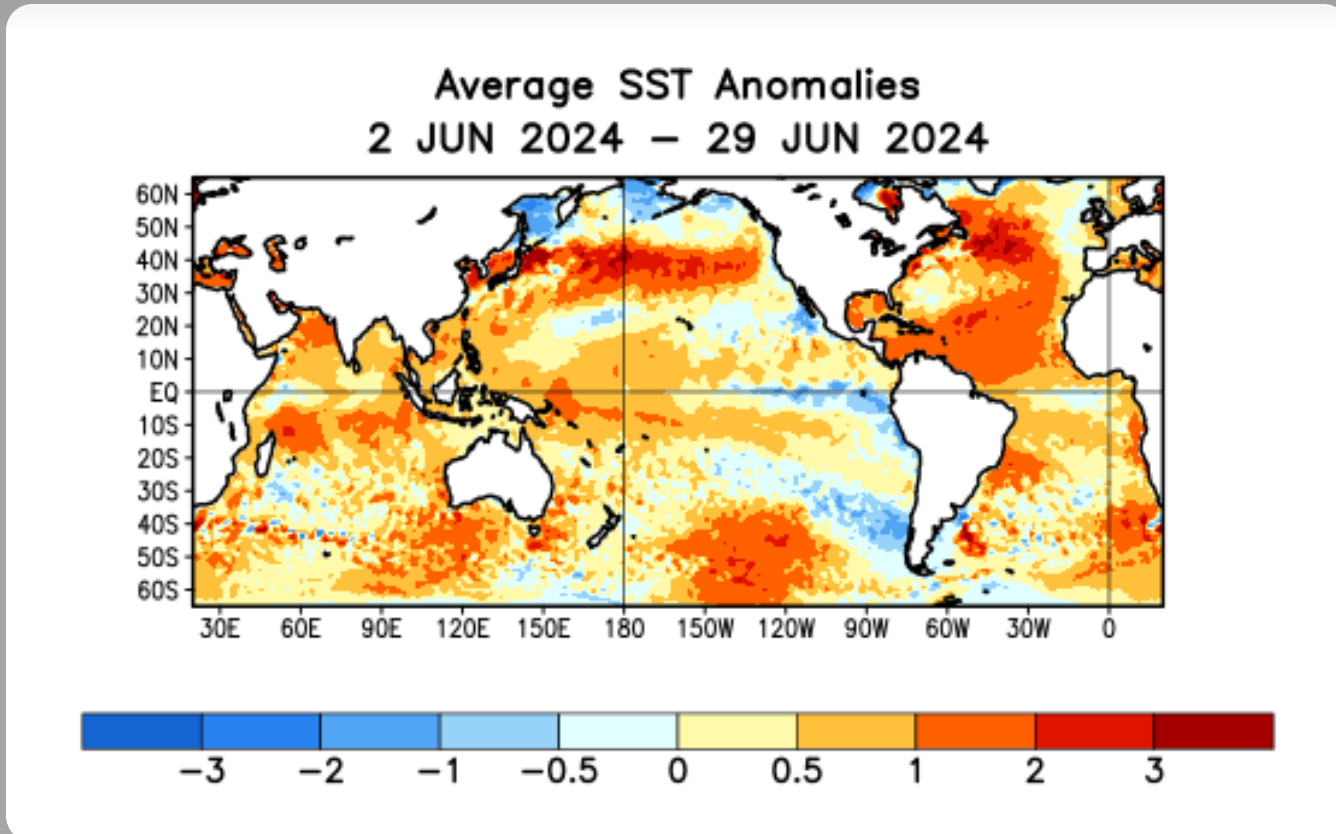 Average SST Anomalies
2 JUN 2024 – 29 JUN 2024
60N
50N
40N
30N
20N
10N
EQ
10S
20S
30S
40S
50S
60S
30E 60E 90E 120E 150E 180 150W 120W 90W 60W 30W 0
−3 −2 −1 −0.5 0 0.5 1 2 3